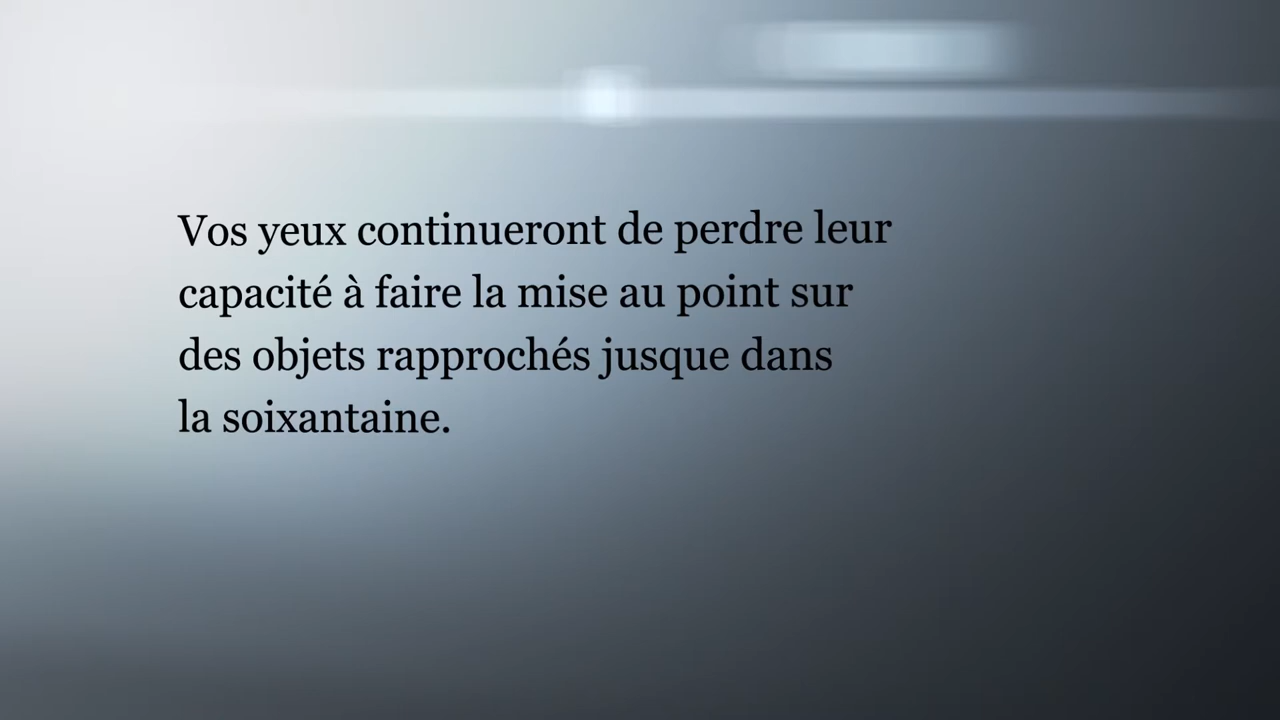 Vos yeux continueront de perdre leur
capacité à faire la mise au point sur
des objets rapprochés jusque dans
la soixantaine.